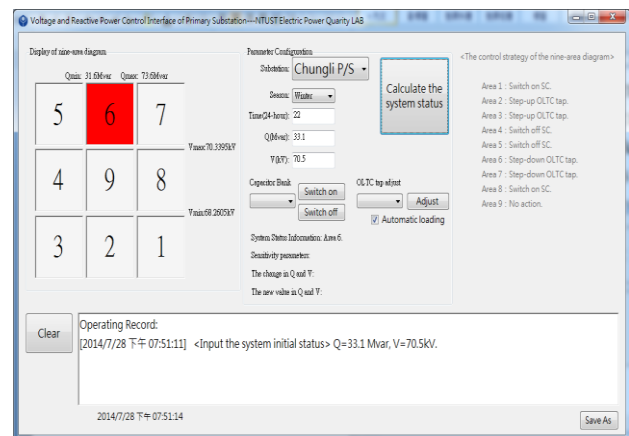 Voltage and Reactive Power Control Interface of Primary Substation----NTUST Electric Power Quarity LAB
Display of nine-area diagram
Qmin: 31.6Mvar Qmax: 73.6Mvar
5 6 7
Vmax:70.3395kV
4 9 8
Vmin:68.2605kV
3 2 1
Parameter Configuration
Substation: Chungli P/S
Season: Winter
Time(24-hour): 22
Q(Mvar): 33.1
V(kV): 70.5
Calculate the
system status
Capacitor Bank
Switch on
Switch off
OLTC tap adjust
Adjust
Automatic loading
System Status Information: Area 6.
Sensitivity parameters:
The change in Q and V:
The new value in Q and V:
<The control strategy of the nine-area diagram>
Area 1 : Switch on SC.
Area 2 : Step-up OLTC tap.
Area 3 : Step-up OLTC tap.
Area 4 : Switch off SC.
Area 5 : Switch off SC.
Area 6 : Step-down OLTC tap.
Area 7 : Step-down OLTC tap.
Area 8 : Switch on SC.
Area 9 : No action.
Clear
Operating Record:
[2014/7/28 下午 07:51:11] <Input the system initial status> Q=33.1 Mvar, V=70.5kV.
2014/7/28 下午 07:51:14
Save As